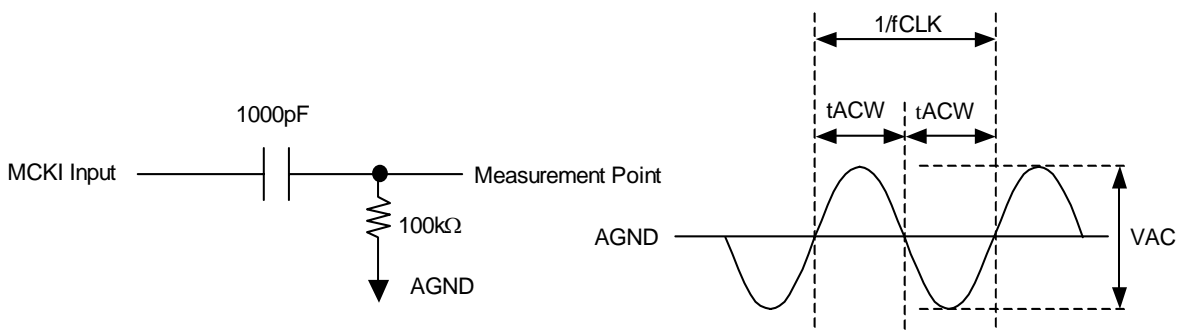 1/fCLK
1000pF
tACW tACW
MCKI Input
Measurement Point
100kΩ
AGND
VAC
AGND